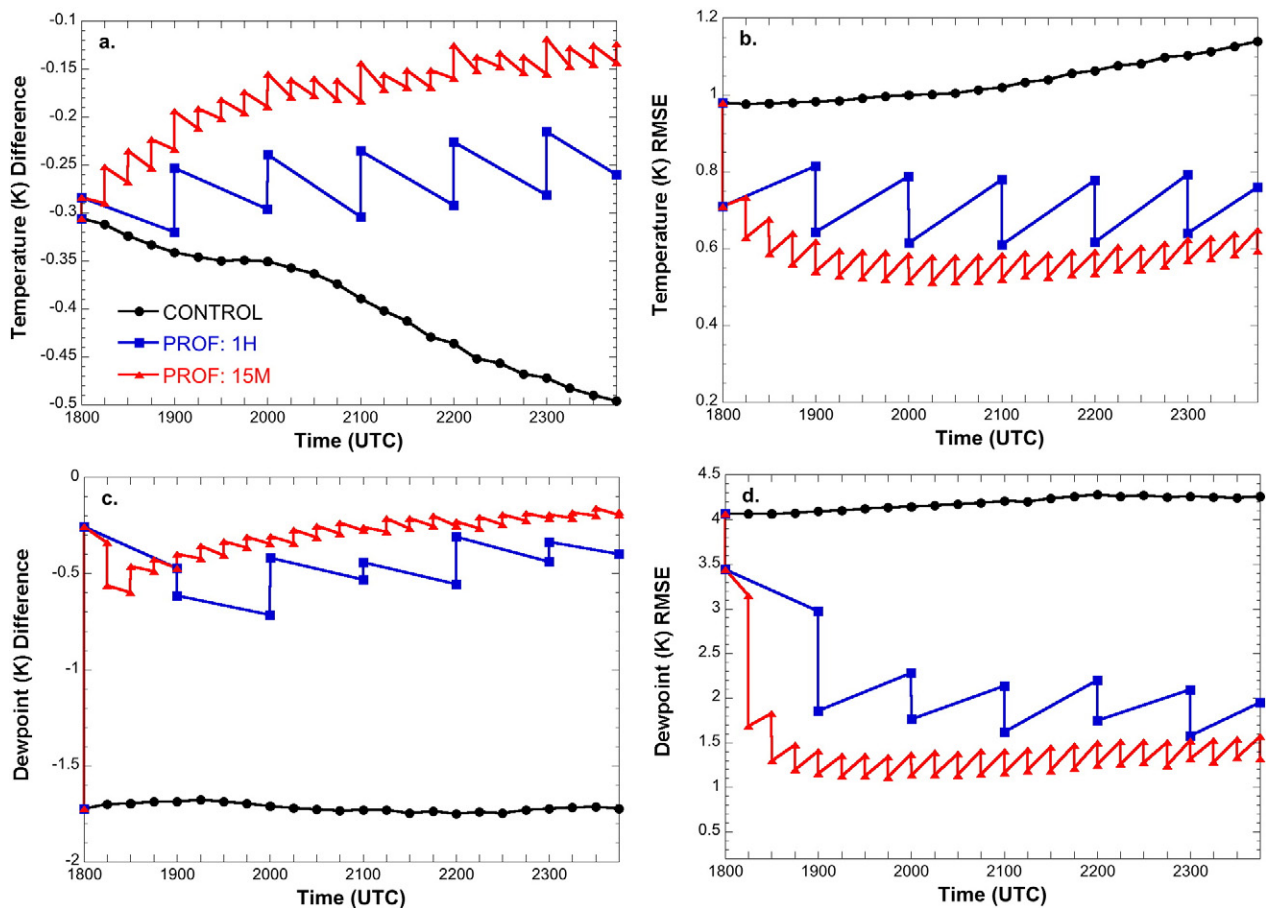 a.
Temperature (K) Difference
-0.1
-0.15
-0.2
-0.25
-0.3
-0.35
-0.4
-0.45
-0.5
CONTROL
PROF: 1H
PROF: 15M
1800 1900 2000 2100 2200 2300
Time (UTC)
b.
Temperature (K) RMSE
1.2
1
0.8
0.6
0.4
0.2
1800 1900 2000 2100 2200 2300
Time (UTC)
c.
Dewpoint (K) Difference
0
-0.5
-1
-1.5
-2
1800 1900 2000 2100 2200 2300
Time (UTC)
d.
Dewpoint (K) RMSE
4.5
4
3.5
3
2.5
2
1.5
1
0.5
1800 1900 2000 2100 2200 2300
Time (UTC)